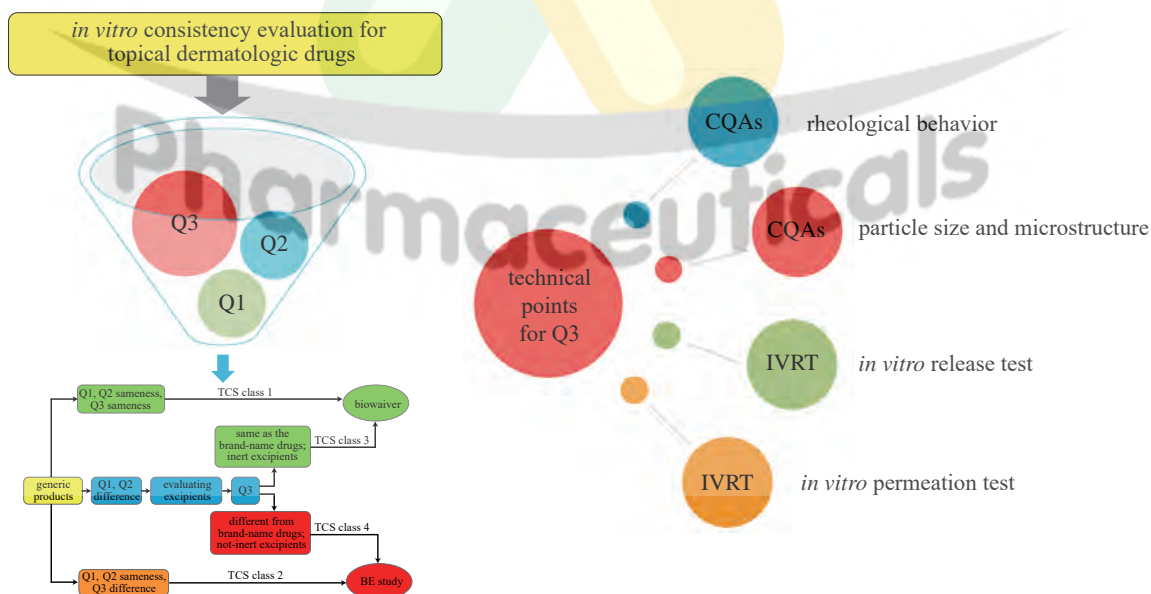 in vitro consistency evaluation for
topical dermatologic drugs
Pharmaceuticals
Q3
Q2
Q1
Q1, Q2 sameness,
Q3 sameness
TCS class 1
biowaiver
same as the
brand-name drugs;
inert excipients
TCS class 3
generic
products
Q1, Q2
difference
evaluating
excipients
Q3
different from
brand-name drugs;
not-inert excipients
TCS class 4
Q1, Q2 sameness,
Q3 difference
TCS class 2
BE study
technical
points
for Q3
CQAs
rheological behavior
CQAs
particle size and microstructure
IVRT
in vitro release test
IVRT
in vitro permeation test